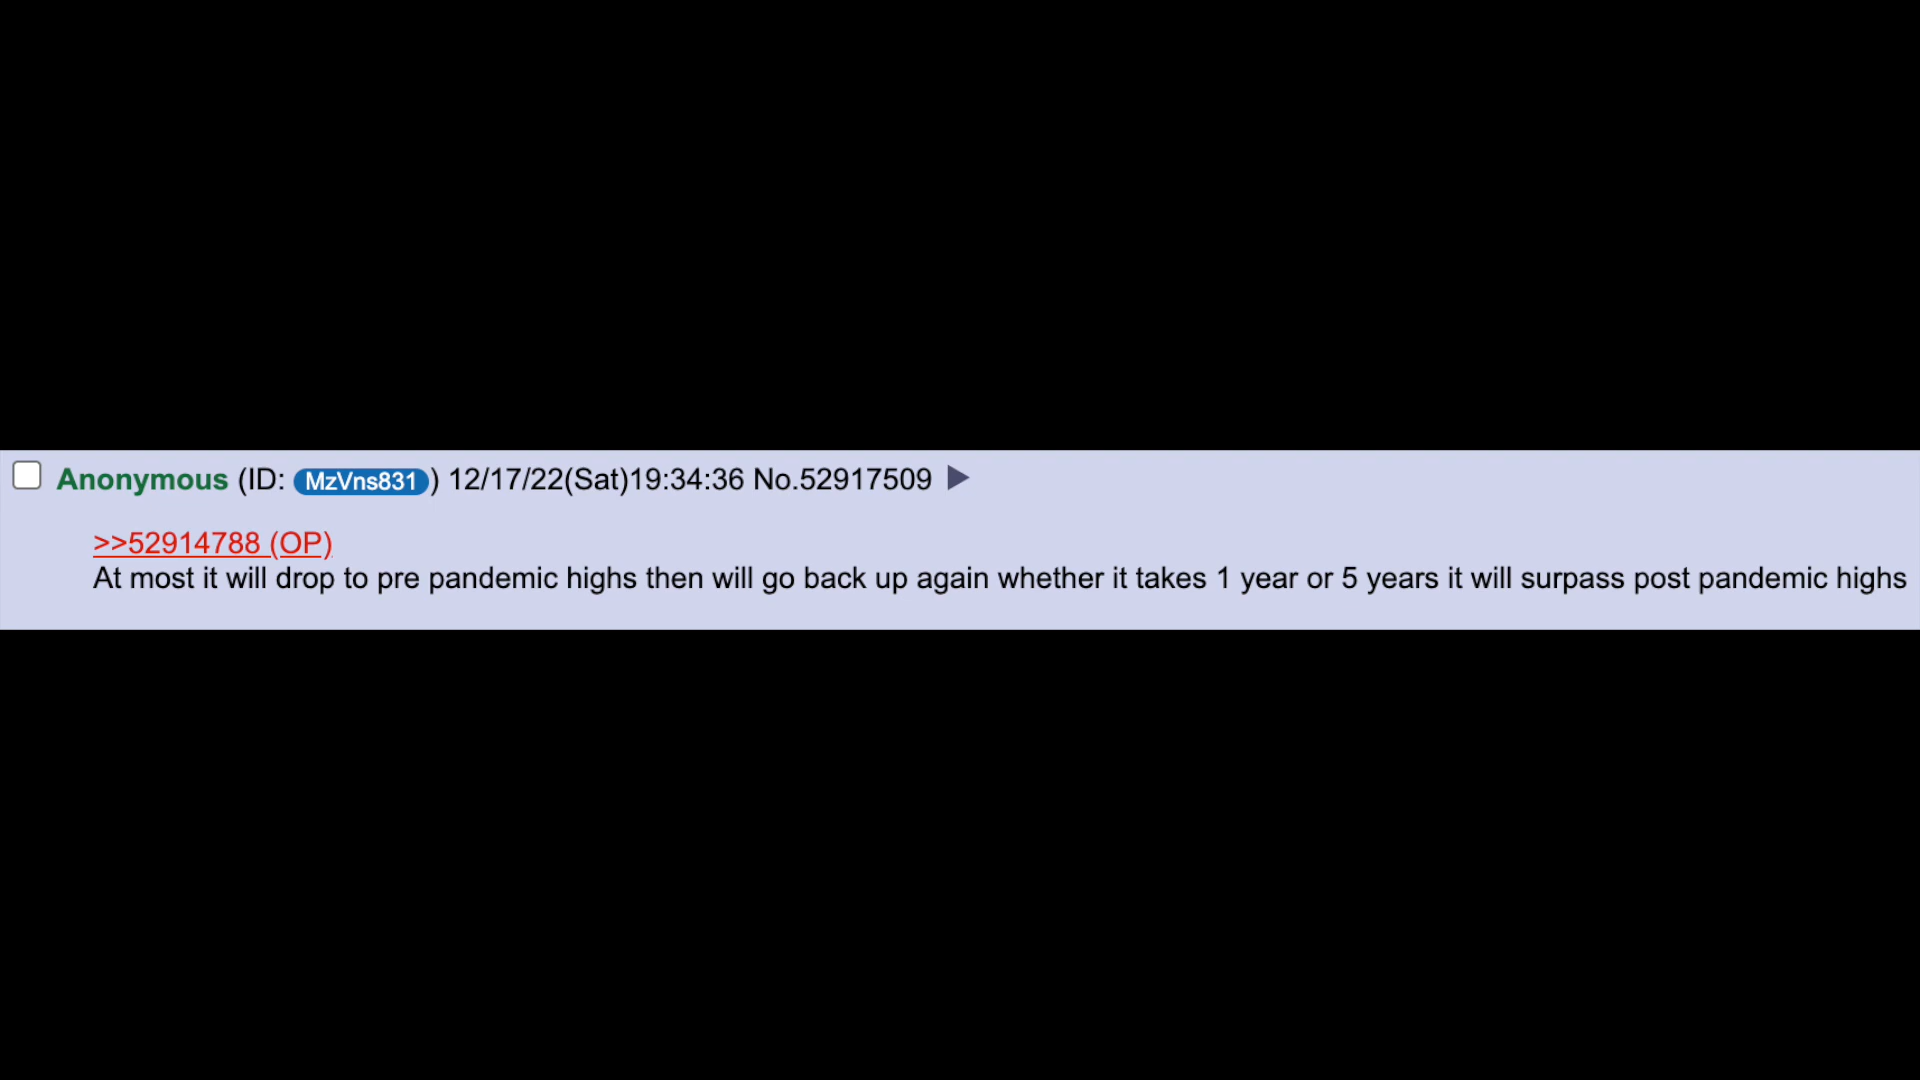 Anonymous (ID: MzVns831) 12/17/22(Sat)19:34:36 No.52917509
>>52914788 (OP)
At most it will drop to pre pandemic highs then will go back up again whether it takes 1 year or 5 years it will surpass post pandemic highs